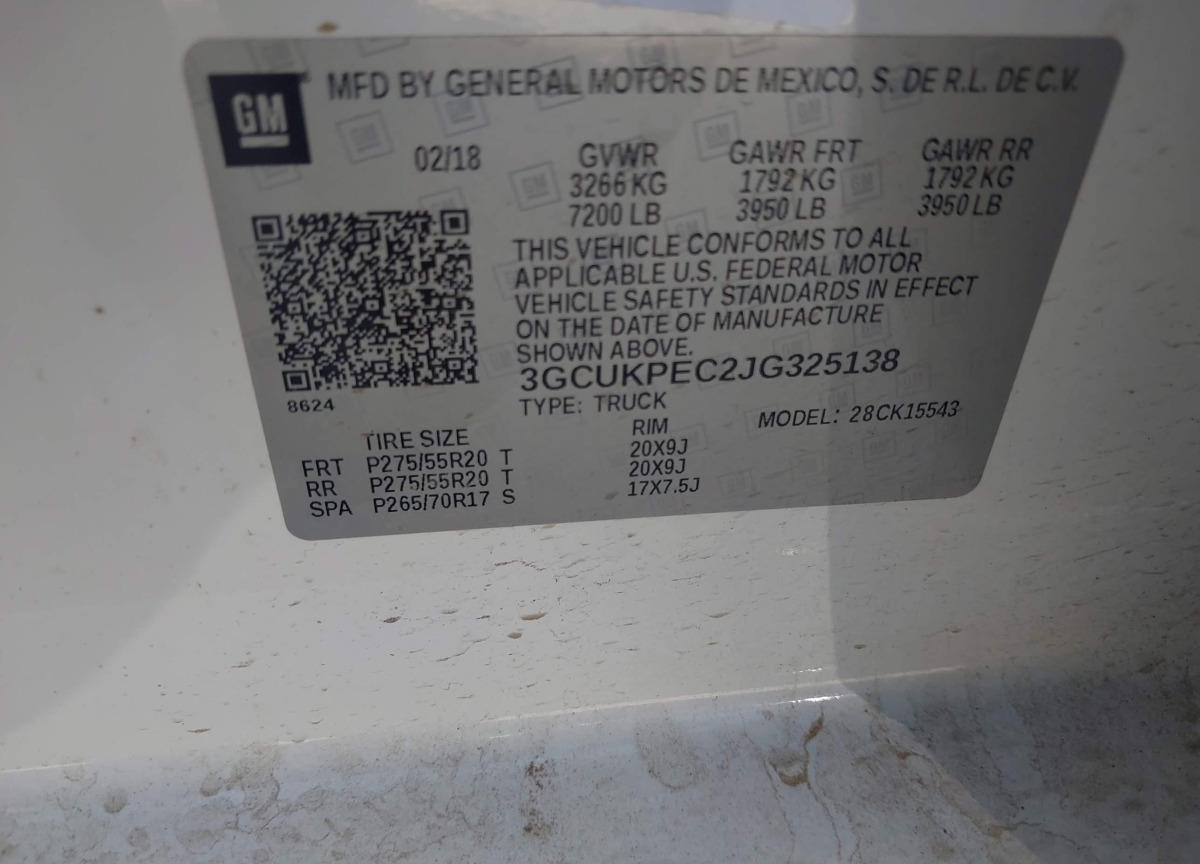 GM
MFD BY GENERAL MOTORS DE MEXICO, S. DE R.L. DE C.V.
02/18 GVWR GAWR FRT GAWR RR
3266 KG 1792 KG 1792 KG
7200 LB 3950 LB 3950 LB
THIS VEHICLE CONFORMS TO ALL
APPLICABLE U.S. FEDERAL MOTOR
VEHICLE SAFETY STANDARDS IN EFFECT
ON THE DATE OF MANUFACTURE
SHOWN ABOVE.
3GCUKPEC2JG325138
8624
TYPE: TRUCK MODEL: 28CK15543
TIRE SIZE RIM
FRT P275/55R20 T 20X9J
RR P275/55R20 T 20X9J
SPA P265/70R17 S 17X7.5J